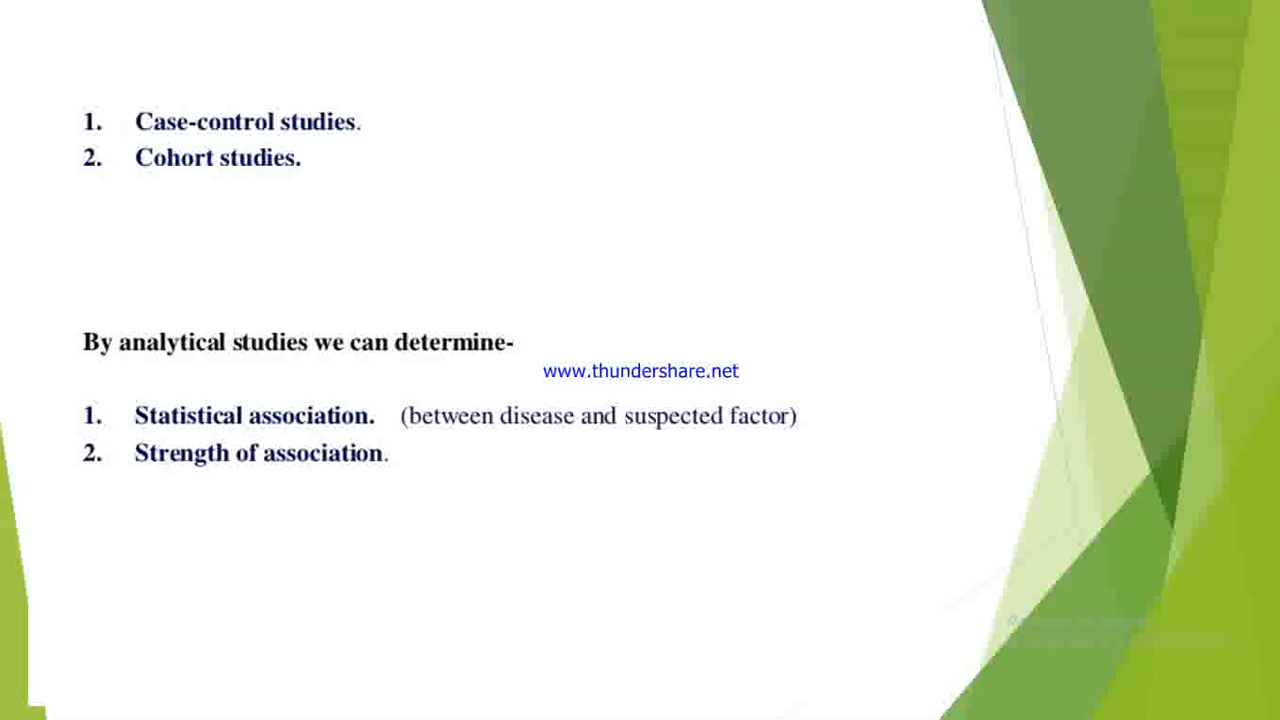 1. Case-control studies.
2. Cohort studies.
By analytical studies we can determine-
www.thundershare.net
1. Statistical association. (between disease and suspected factor)
2. Strength of association.